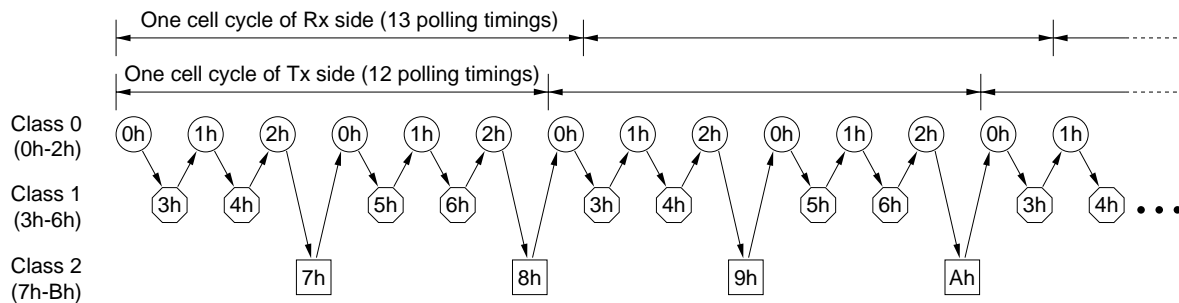 One cell cycle of Rx side (13 polling timings)
One cell cycle of Tx side (12 polling timings)
Class 0
(0h-2h)
0h 1h 2h 0h 1h 2h 0h 1h 2h 0h 1h 2h 0h 1h
Class 1
(3h-6h)
3h 4h 5h 6h 3h 4h 5h 6h 3h 4h
Class 2
(7h-Bh)
7h 8h 9h Ah